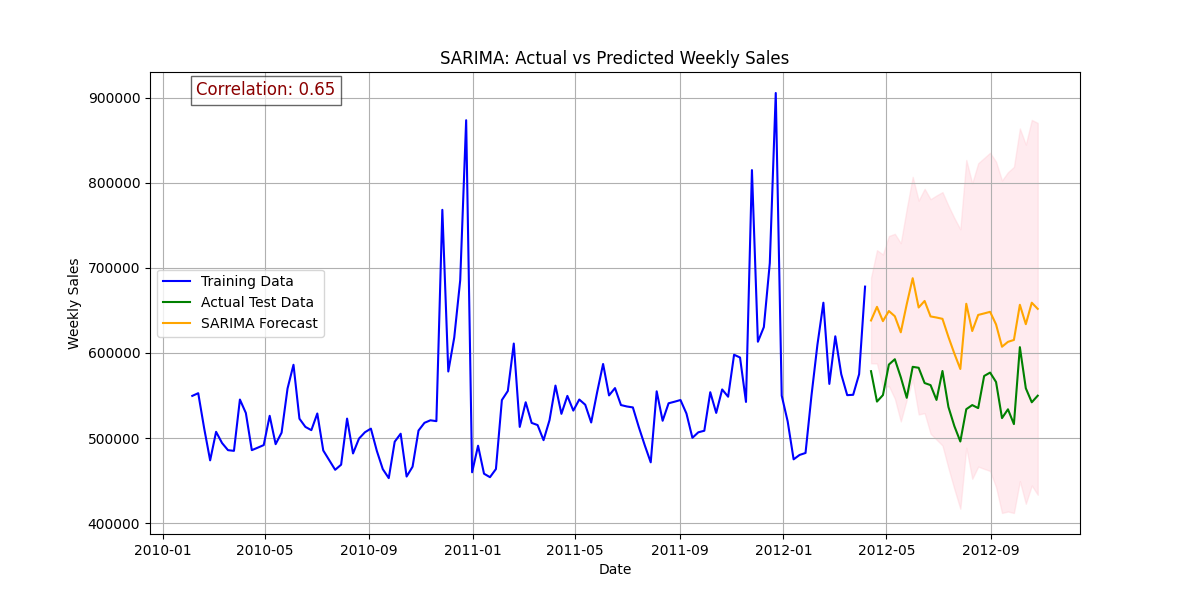 SARIMA: Actual vs Predicted Weekly Sales
Correlation: 0.65
900000
800000
700000
600000
500000
400000
Weekly Sales
Training Data
Actual Test Data
SARIMA Forecast
2010-01 2010-05 2010-09 2011-01 2011-05 2011-09 2012-01 2012-05 2012-09
Date